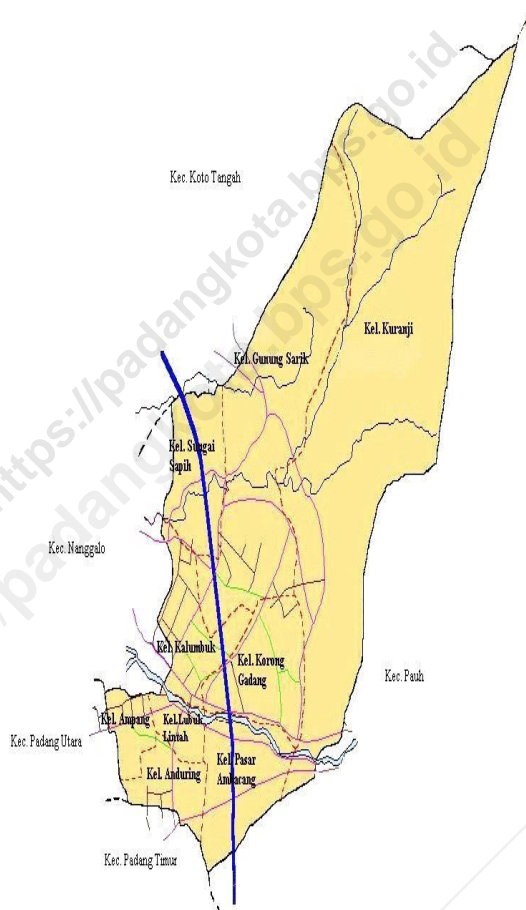 https://padangkota.bps.go.id
//padangkota.bps.go.id
Kec. Koto Tangah
Kel. Kuranji
Kel. Gunung Sarik
Kel. Sungai
Sapih
Kec. Nanggalo
Kel. Kalumbuk
Kel. Korong
Gadang
Kec. Pauh
Kel. Ampang
Kel.Lubuk
Lintah
Kec. Padang Utara
Kel. Pasar
Ambacang
Kel. Anduring
Kec. Padang Timur